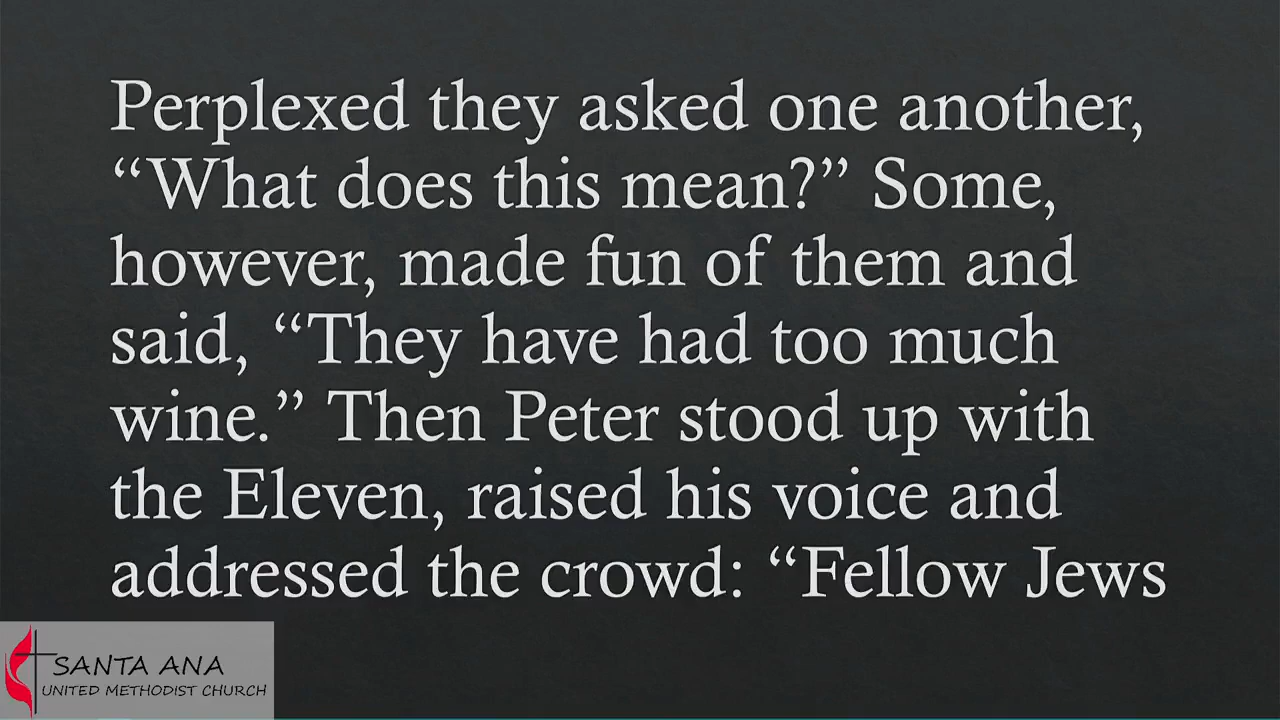 Perplexed they asked one another,
“What does this mean?” Some,
however, made fun of them and
said, “They have had too much
wine.” Then Peter stood up with
the Eleven, raised his voice and
addressed the crowd: “Fellow Jews
SANTA ANA
UNITED METHODIST CHURCH